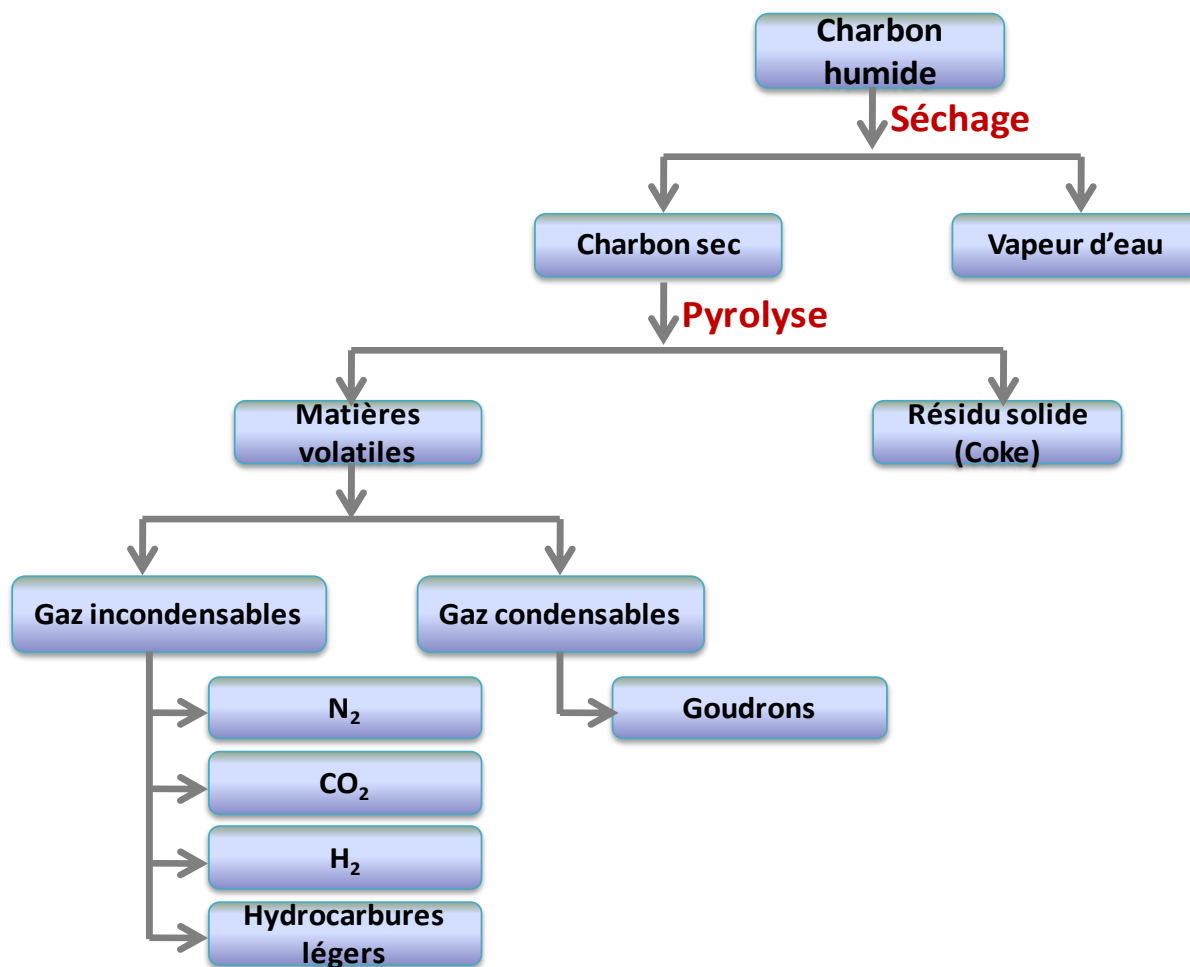 Charbon
humide
Séchage
Charbon sec
Vapeur d’eau
Pyrolyse
Matières
volatiles
Résidu solide
(Coke)
Gaz incondensables
Gaz condensables
N₂
Goudrons
CO₂
H₂
Hydrocarbures
légers